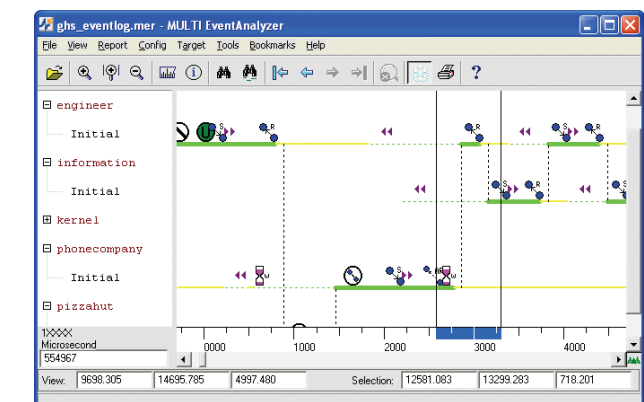 ghs_eventlog.mer - MULTI EventAnalyzer
File View Report Config Target Tools Bookmarks Help
engineer
Initial
S R R S R
information
Initial
S R S
kernel
phonecompany
Initial
W S W
pizzahut
1XXXX
Microsecond
554967
0000 1000 2000 3000 4000
View: 9698.305 14695.785 4997.480 Selection: 12581.083 13299.283 718.201